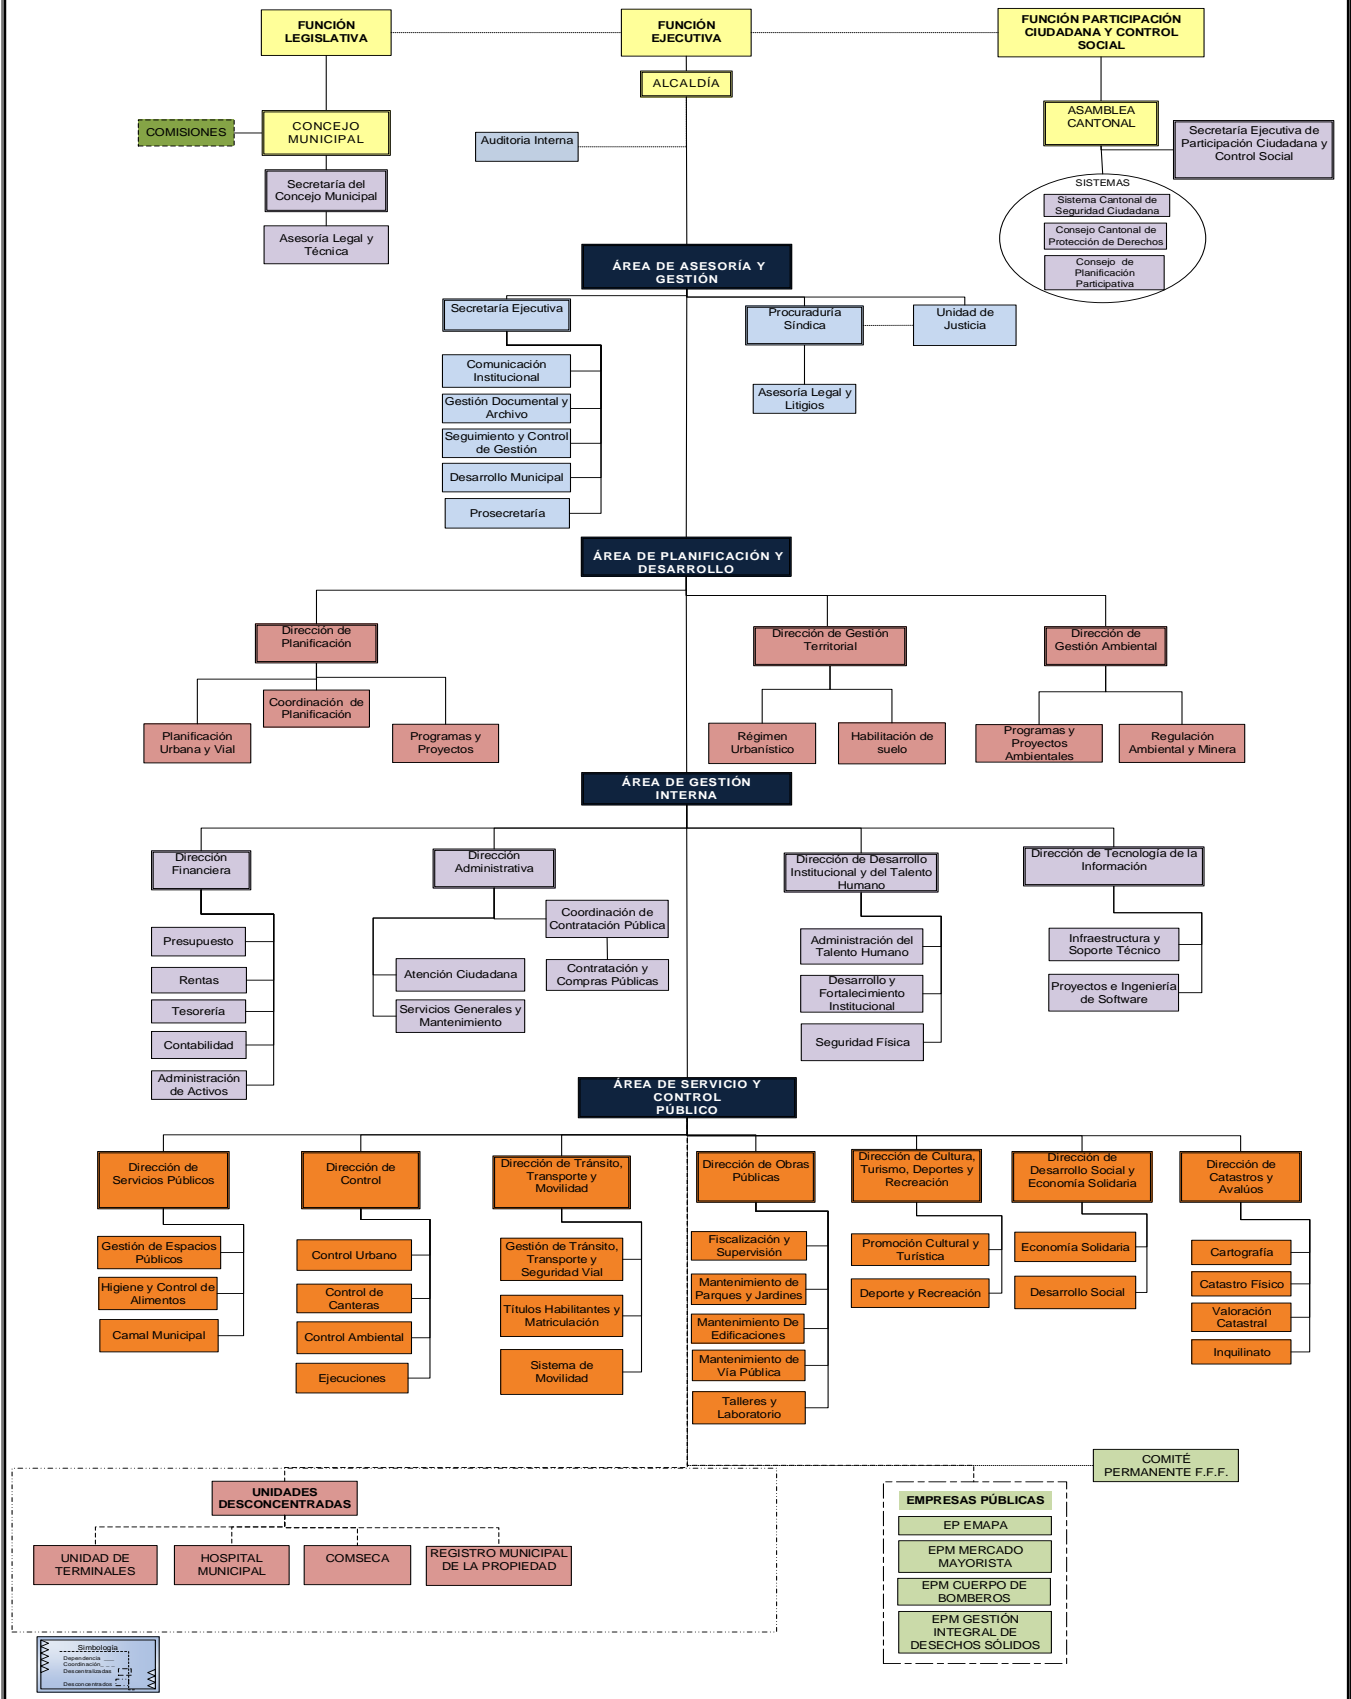 FUNCIÓN
LEGISLATIVA
FUNCIÓN
EJECUTIVA
FUNCIÓN PARTICIPACIÓN
CIUDADANA Y CONTROL
SOCIAL
ALCALDÍA
COMISIONES
CONCEJO
MUNICIPAL
Auditoria Interna
ASAMBLEA
CANTONAL
Secretaría Ejecutiva de
Participación Ciudadana y
Control Social
Secretaría del
Concejo Municipal
Asesoría Legal y
Técnica
SISTEMAS
Sistema Cantonal de
Seguridad Ciudadana
Consejo Cantonal de
Protección de Derechos
Consejo de
Planificación
Participativa
ÁREA DE ASESORÍA Y
GESTIÓN
Secretaría Ejecutiva
Procuraduría
Síndica
Unidad de
Justicia
Comunicación
Institucional
Gestión Documental y
Archivo
Seguimiento y Control
de Gestión
Desarrollo Municipal
Prosecretaría
Asesoría Legal y
Litigios
ÁREA DE PLANIFICACIÓN Y
DESARROLLO
Dirección de
Planificación
Dirección de Gestión
Territorial
Dirección de
Gestión Ambiental
Planificación
Urbana y Vial
Coordinación de
Planificación
Programas y
Proyectos
Régimen
Urbanístico
Habilitación de
suelo
Programas y
Proyectos
Ambientales
Regulación
Ambiental y Minera
ÁREA DE GESTIÓN
INTERNA
Dirección
Financiera
Dirección
Administrativa
Dirección de Desarrollo
Institucional y del Talento
Humano
Dirección de Tecnología de la
Información
Presupuesto
Rentas
Tesorería
Contabilidad
Administración
de Activos
Coordinación de
Contratación Pública
Atención Ciudadana
Contratación y
Compras Públicas
Servicios Generales y
Mantenimiento
Administración del
Talento Humano
Desarrollo y
Fortalecimiento
Institucional
Seguridad Física
Infraestructura y
Soporte Técnico
Proyectos e Ingeniería
de Software
ÁREA DE SERVICIO Y
CONTROL
PÚBLICO
Dirección de
Servicios Públicos
Dirección de
Control
Dirección de Tránsito,
Transporte y
Movilidad
Dirección de Obras
Públicas
Dirección de Cultura,
Turismo, Deportes y
Recreación
Dirección de
Desarrollo Social y
Economía Solidaria
Dirección de
Catastros y
Avalúos
Gestión de Espacios
Públicos
Higiene y Control de
Alimentos
Camal Municipal
Control Urbano
Control de
Canteras
Control Ambiental
Ejecuciones
Gestión de Tránsito,
Transporte y
Seguridad Vial
Títulos Habilitantes y
Matriculación
Sistema de
Movilidad
Fiscalización y
Supervisión
Mantenimiento de
Parques y Jardines
Mantenimiento De
Edificaciones
Mantenimiento de
Vía Pública
Talleres y
Laboratorio
Promoción Cultural y
Turística
Deporte y Recreación
Economía Solidaria
Desarrollo Social
Cartografía
Catastro Físico
Valoración
Catastral
Inquilinato
COMITÉ
PERMANENTE F.F.F.
UNIDADES
DESCONCENTRADAS
UNIDAD DE
TERMINALES
HOSPITAL
MUNICIPAL
COMSECA
REGISTRO MUNICIPAL
DE LA PROPIEDAD
EMPRESAS PÚBLICAS
EP EMAPA
EPM MERCADO
MAYORISTA
EPM CUERPO DE
BOMBEROS
EPM GESTIÓN
INTEGRAL DE
DESECHOS SÓLIDOS
Simbología
Dependencia
Coordinación
Descentralizadas
Desconcentrados